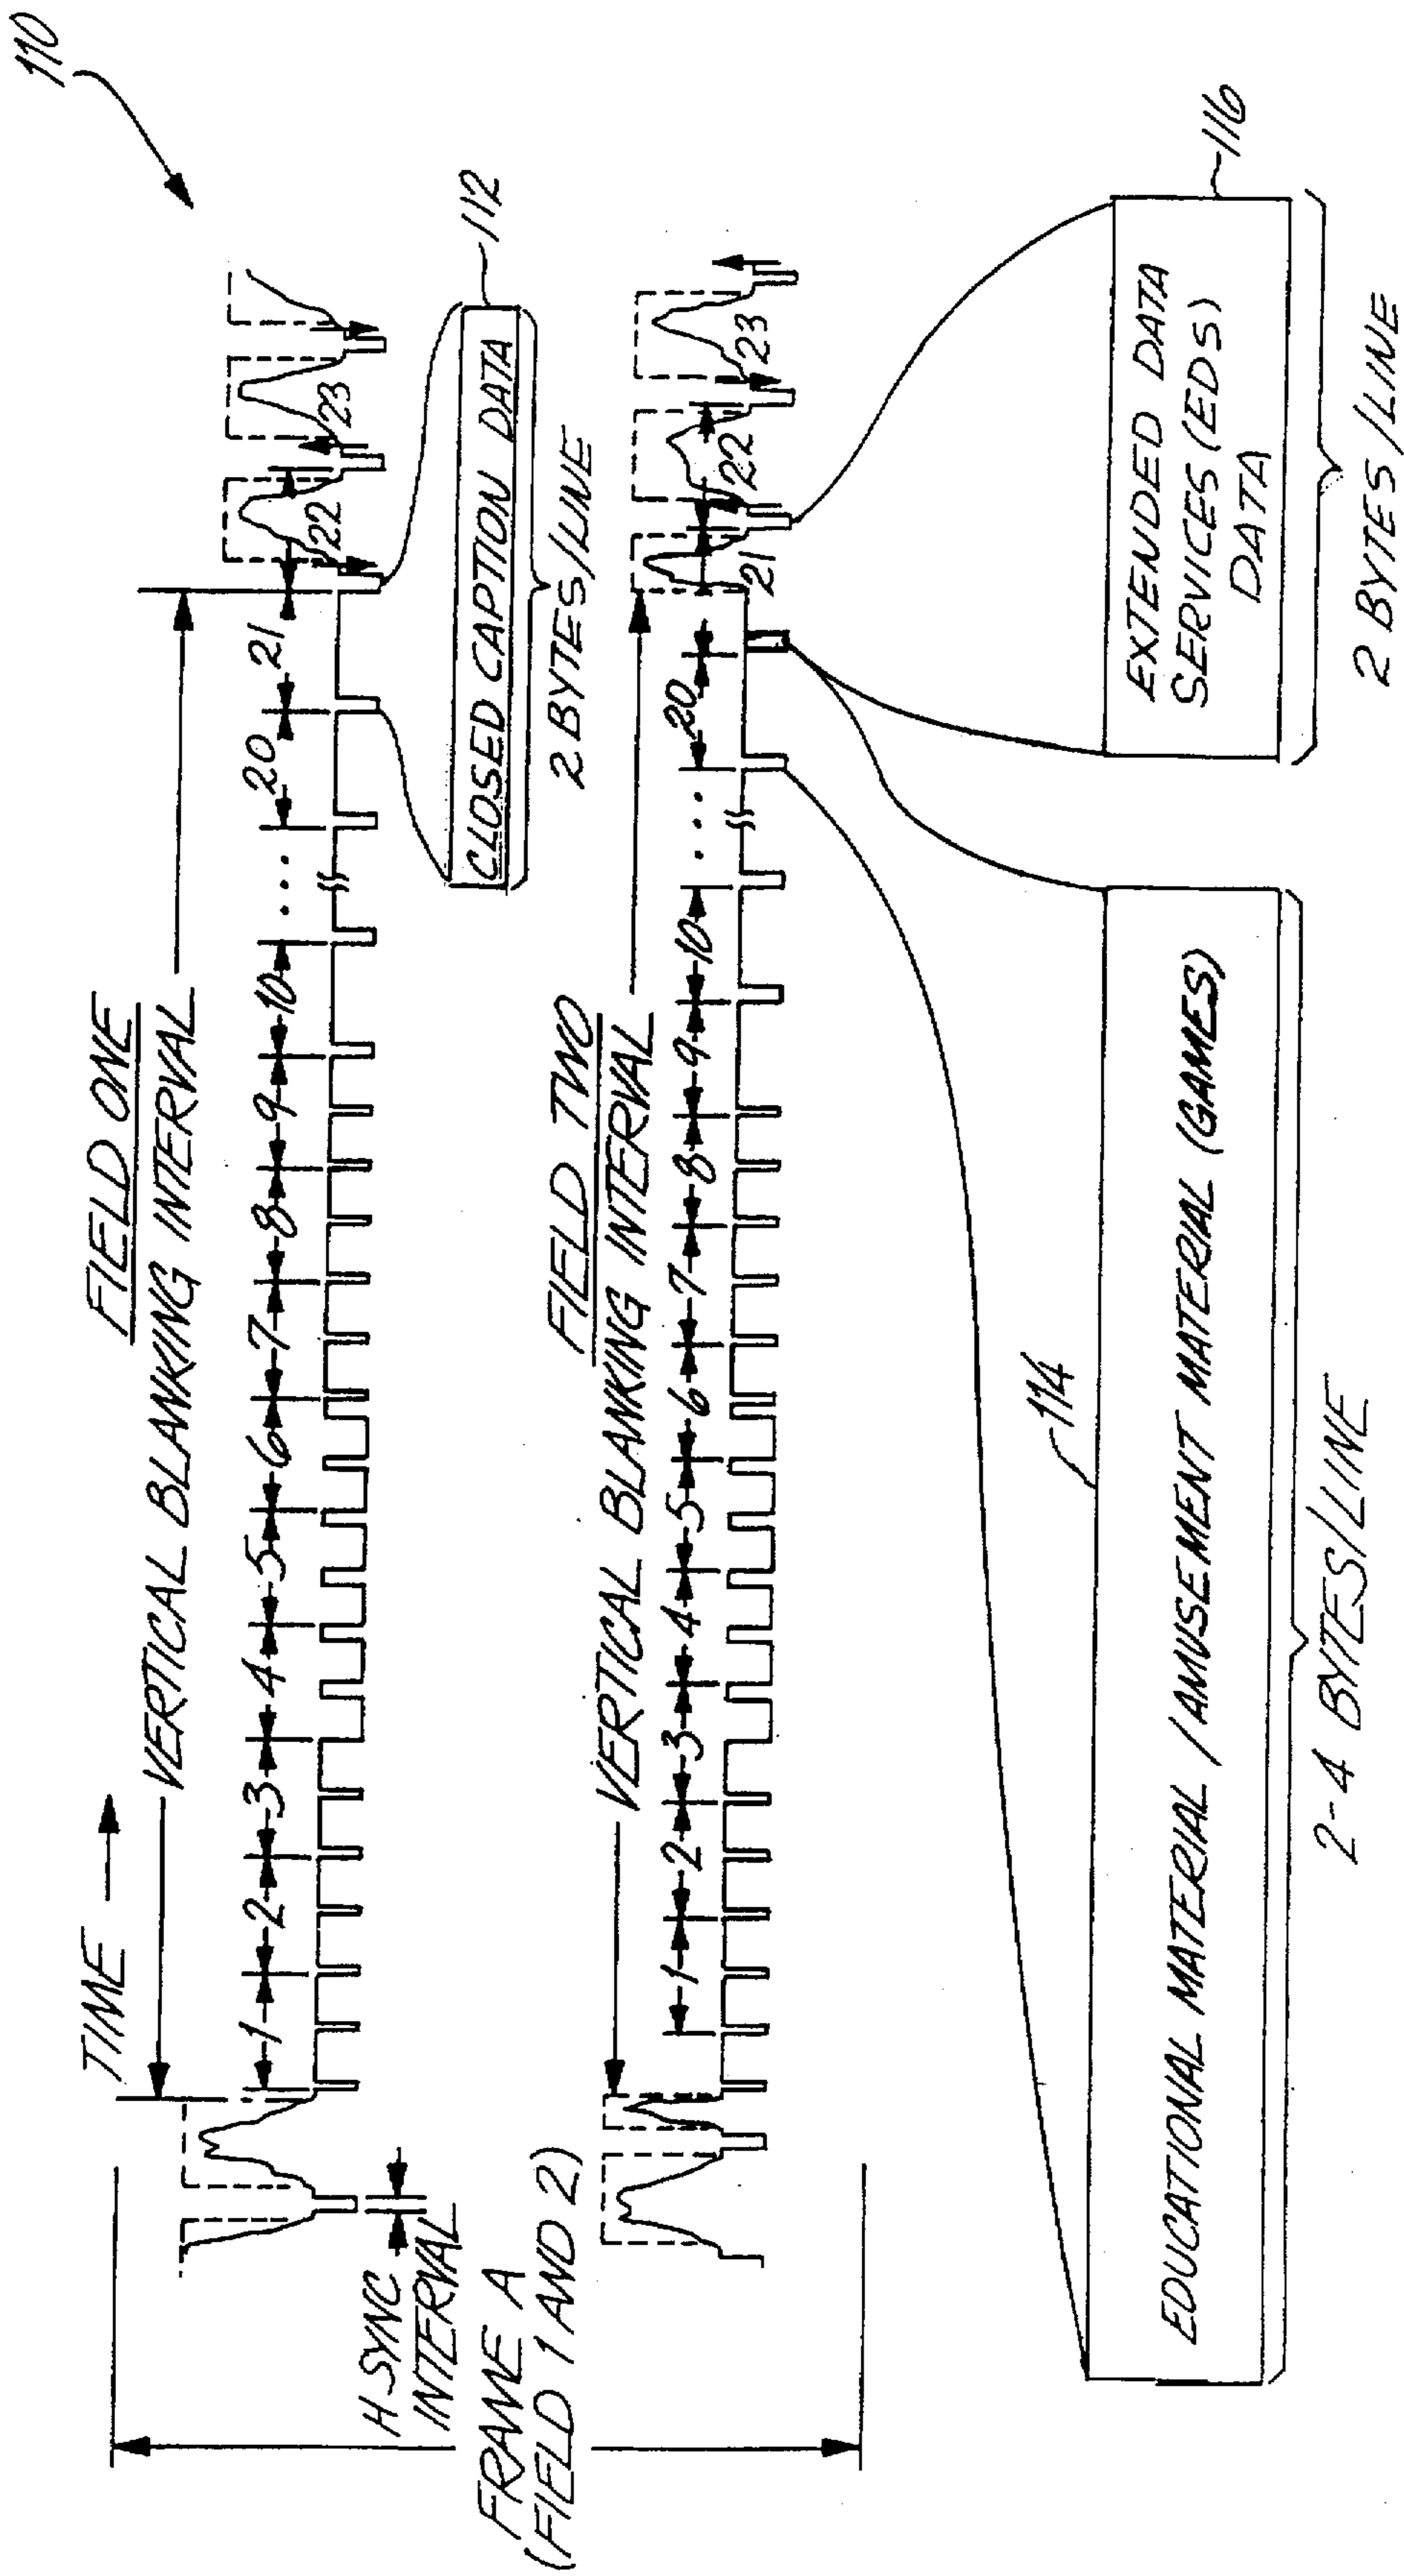 110
TIME
FIELD ONE
VERTICAL BLANKING INTERVAL
1 2 3 4 5 6 7 8 9 10 ... 20 21 22 23
H SYNC
INTERVAL
CLOSED CAPTION DATA
112
2 BYTES/LINE
FRAME A
(FIELD 1 AND 2)
FIELD TWO
VERTICAL BLANKING INTERVAL
1 2 3 4 5 6 7 8 9 10 ... 20 21 22 23
114
EDUCATIONAL MATERIAL / AMUSEMENT MATERIAL (GAMES)
2-4 BYTES/LINE
EXTENDED DATA
SERVICES (EDS)
DATA
116
2 BYTES/LINE